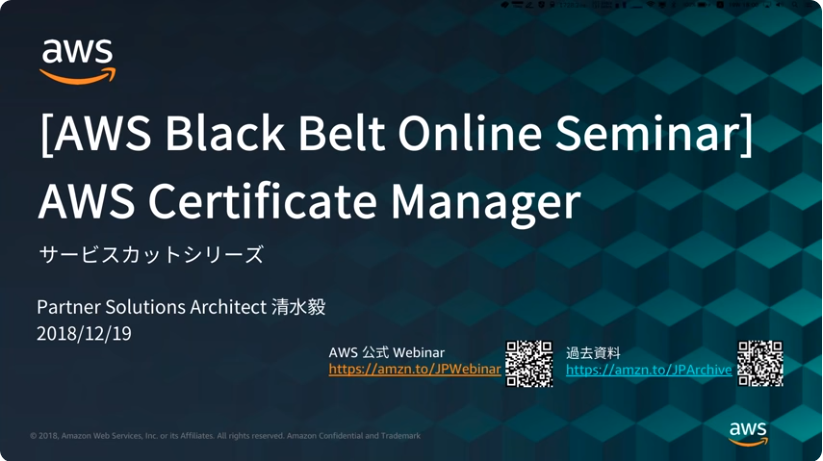 aws
[AWS Black Belt Online Seminar]
AWS Certificate Manager
サービスカットシリーズ
Partner Solutions Architect 清水毅
2018/12/19
AWS 公式 Webinar
https://amzn.to/JPWebinar
過去資料
https://amzn.to/JPArchive
© 2018, Amazon Web Services, Inc. or its Affiliates. All rights reserved. Amazon Confidential and Trademark
aws